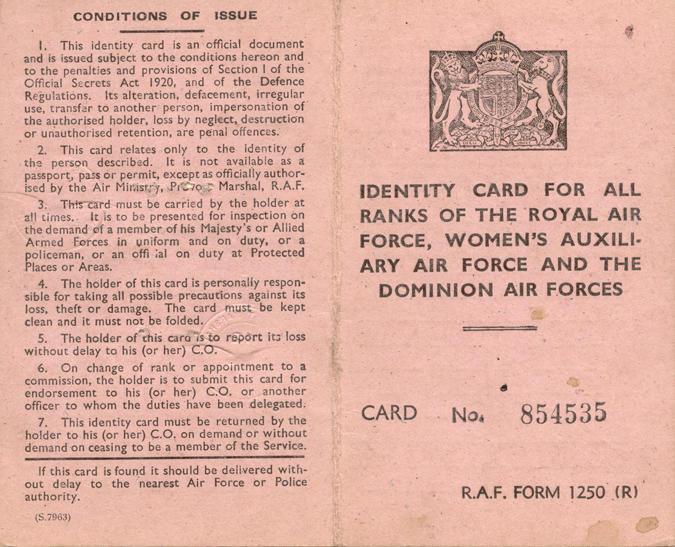 CONDITIONS OF ISSUE
1. This identity card is an official document
and is issued subject to the conditions hereon and
to the penalties and provisions of Section 1 of the
Official Secrets Act 1920, and of the Defence
Regulations. Its alteration, defacement, irregular
use, transfer to another person, impersonation of
the authorised holder, loss by neglect, destruction
or unauthorised retention, are penal offences.
2. This card relates only to the identity of
the person described. It is not available as a
passport, pass or permit, except as officially author-
ised by the Air Ministry, Provost Marshal, R.A.F.
3. This card must be carried by the holder at
all times. It is to be presented for inspection on
the demand of a member of his Majesty's or Allied
Armed Forces in uniform and on duty, or a
policeman, or an official on duty at Protected
Places or Areas.
4. The holder of this card is personally respon-
sible for taking all possible precautions against its
loss, theft or damage. The card must be kept
clean and it must not be folded.
5. The holder of this card is to report its loss
without delay to his (or her) C.O.
6. On change of rank or appointment to a
commission, the holder is to submit this card for
endorsement to his (or her) C.O. or another
officer to whom the duties have been delegated.
7. This identity card must be returned by the
holder to his (or her) C.O. on demand or without
demand on ceasing to be a member of the Service.
If this card is found it should be delivered with-
out delay to the nearest Air Force or Police
authority.
(S.7963)
IDENTITY CARD FOR ALL
RANKS OF THE ROYAL AIR
FORCE, WOMEN'S AUXILI-
ARY AIR FORCE AND THE
DOMINION AIR FORCES
CARD No. 854535
R.A.F. FORM 1250 (R)